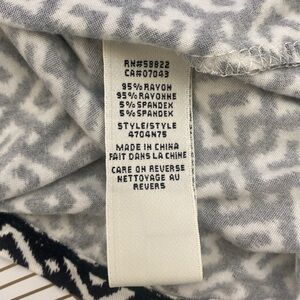 RN#58822
CA#07043
95% RAYON
95% RAYONNE
5% SPANDEX
5% SPANDEX
STYLE/STYLE
4704N75
MADE IN CHINA
FAIT DANS LA CHINE
CARE ON REVERSE
NETTOYAGE AU
REVERS